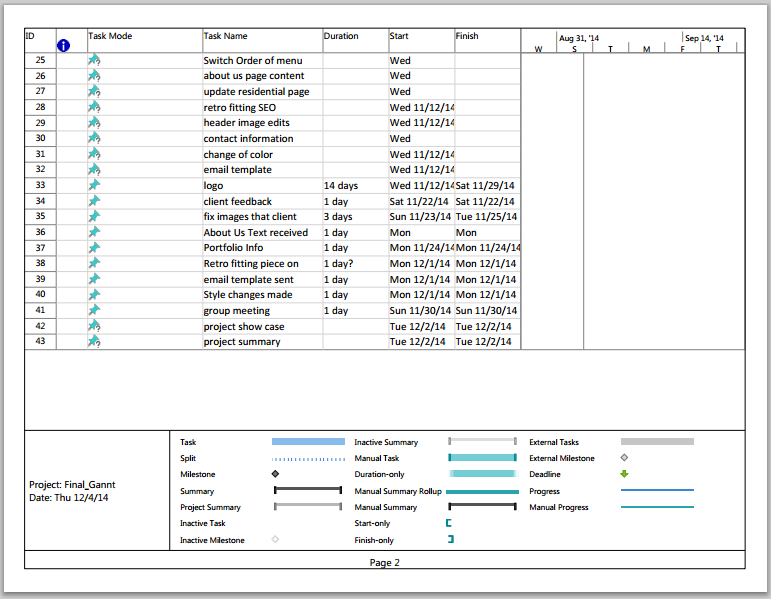 ID Task Mode Task Name Duration Start Finish Aug 31, '14 Sep 14, '14
W S T M F T
25 Switch Order of menu Wed
26 about us page content Wed
27 update residential page Wed
28 retro fitting SEO Wed 11/12/14
29 header image edits Wed 11/12/14
30 contact information Wed
31 change of color Wed 11/12/14
32 email template Wed 11/12/14
33 logo 14 days Wed 11/12/14 Sat 11/29/14
34 client feedback 1 day Sat 11/22/14 Sat 11/22/14
35 fix images that client 3 days Sun 11/23/14 Tue 11/25/14
36 About Us Text received 1 day Mon Mon
37 Portfolio Info 1 day Mon 11/24/14 Mon 11/24/14
38 Retro fitting piece on 1 day? Mon 12/1/14 Mon 12/1/14
39 email template sent 1 day Mon 12/1/14 Mon 12/1/14
40 Style changes made 1 day Mon 12/1/14 Mon 12/1/14
41 group meeting 1 day Sun 11/30/14 Sun 11/30/14
42 project show case Tue 12/2/14 Tue 12/2/14
43 project summary Tue 12/2/14 Tue 12/2/14
Project: Final_Gannt
Date: Thu 12/4/14
Task Inactive Summary External Tasks
Split Manual Task External Milestone
Milestone Duration-only Deadline
Summary Manual Summary Rollup Progress
Project Summary Manual Summary Manual Progress
Inactive Task Start-only
Inactive Milestone Finish-only
Page 2